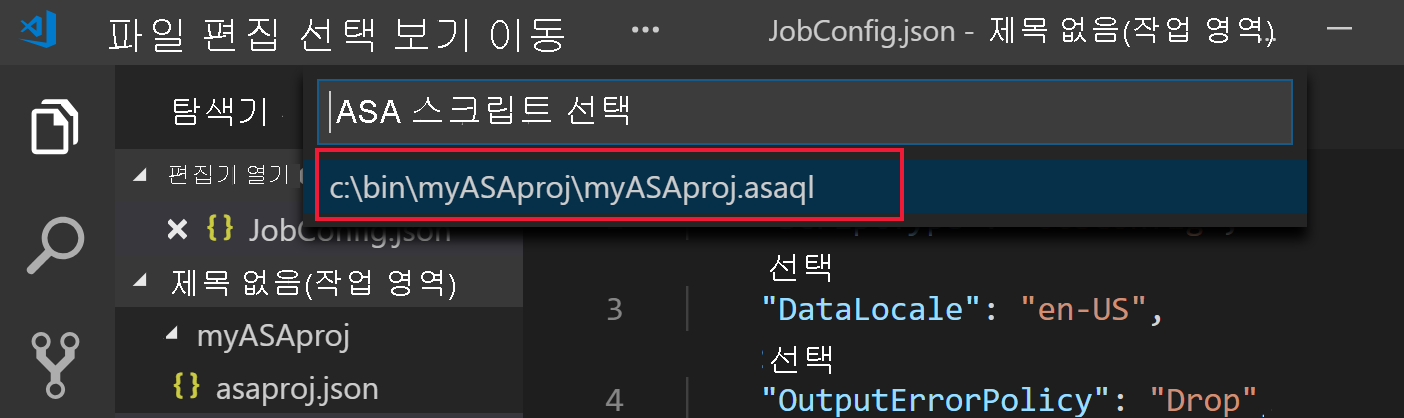 파일 편집 선택 보기 이동 ··· JobConfig.json - 제목 없음(작업 영역)
탐색기
ASA 스크립트 선택
편집기 열기
c:\bin\myASAproj\myASAproj.asaql
JobConfig.json
제목 없음(작업 영역)
myASAproj
{ } asaproj.json
선택
3 "DataLocale": "en-US",
선택
4 "OutputErrorPolicy": "Drop",